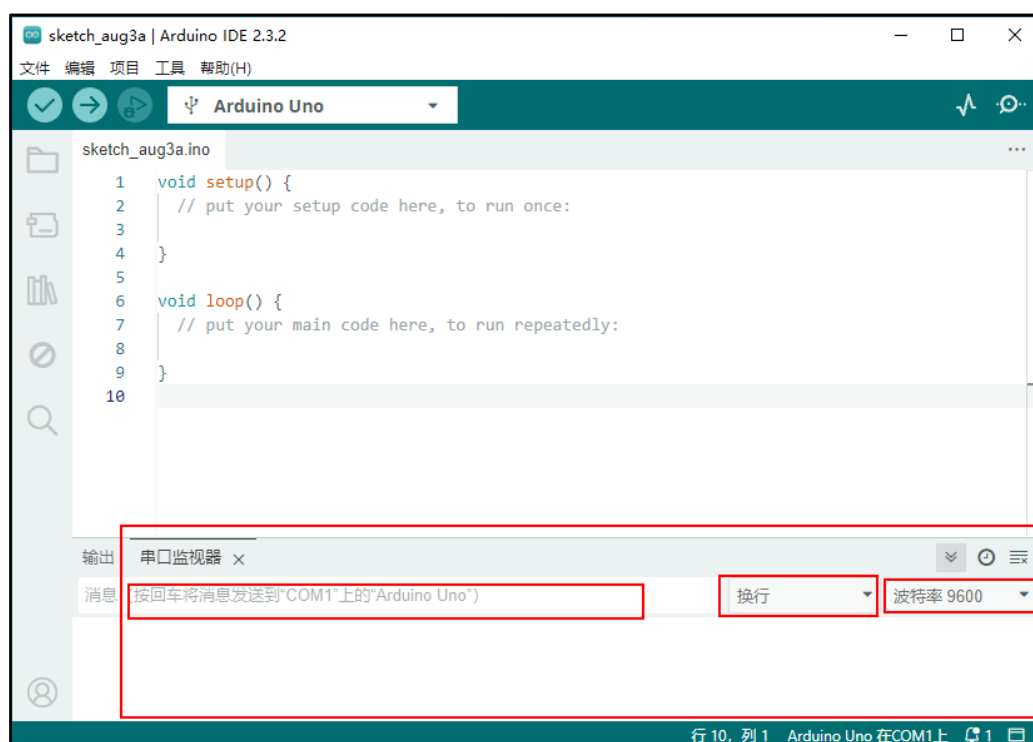 sketch_aug3a | Arduino IDE 2.3.2
文件 编辑 项目 工具 帮助(H)
Arduino Uno
sketch_aug3a.ino
1 void setup() {
2 // put your setup code here, to run once:
3
4 }
5
6 void loop() {
7 // put your main code here, to run repeatedly:
8
9 }
10
输出 串口监视器
消息 (按回车将消息发送到“COM1”上的“Arduino Uno”) 换行 波特率 9600
行 10，列 1 Arduino Uno 在COM1上 1